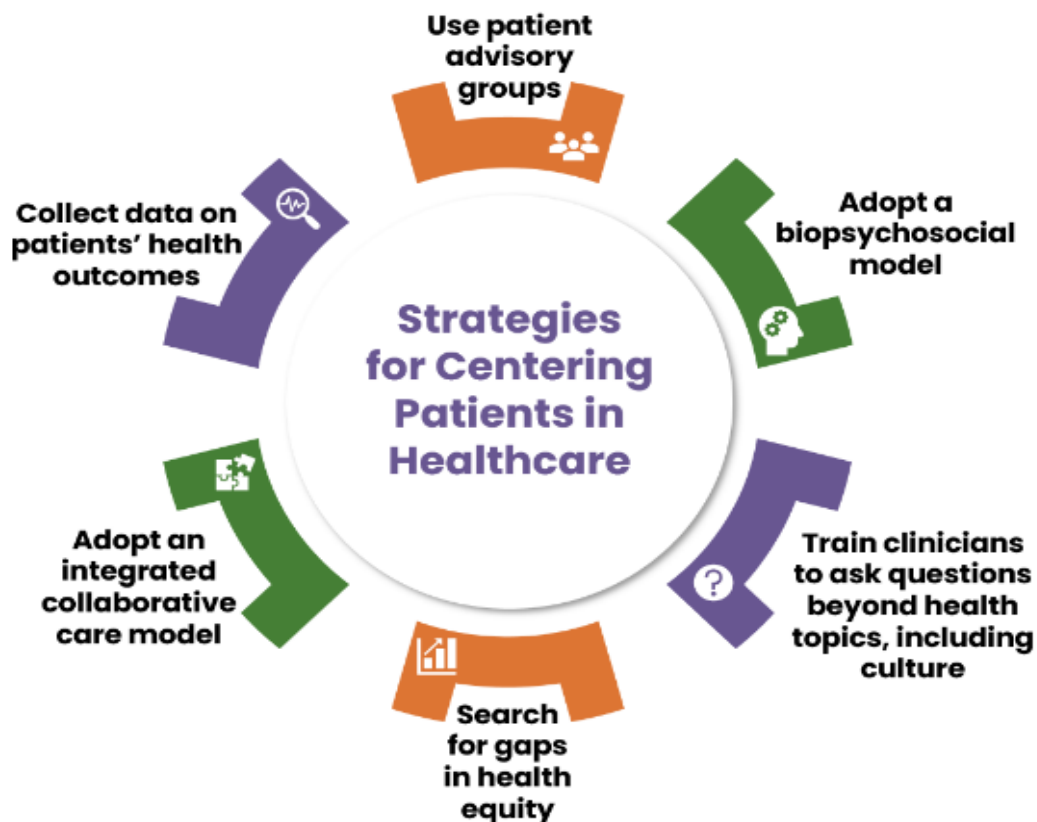 Use patient
advisory
groups
Adopt a
biopsychosocial
model
Train clinicians
to ask questions
beyond health
topics, including
culture
Search
for gaps
in health
equity
Adopt an
integrated
collaborative
care model
Collect data on
patients’ health
outcomes
Strategies
for Centering
Patients in
Healthcare
?